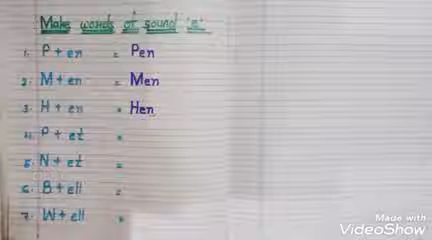 Make words of sound "e"
1. P + en = Pen
2. M + en = Men
3. H + en = Hen
4. P + et =
5. N + et =
6. B + ell =
7. W + ell =
Made with
VideoShow